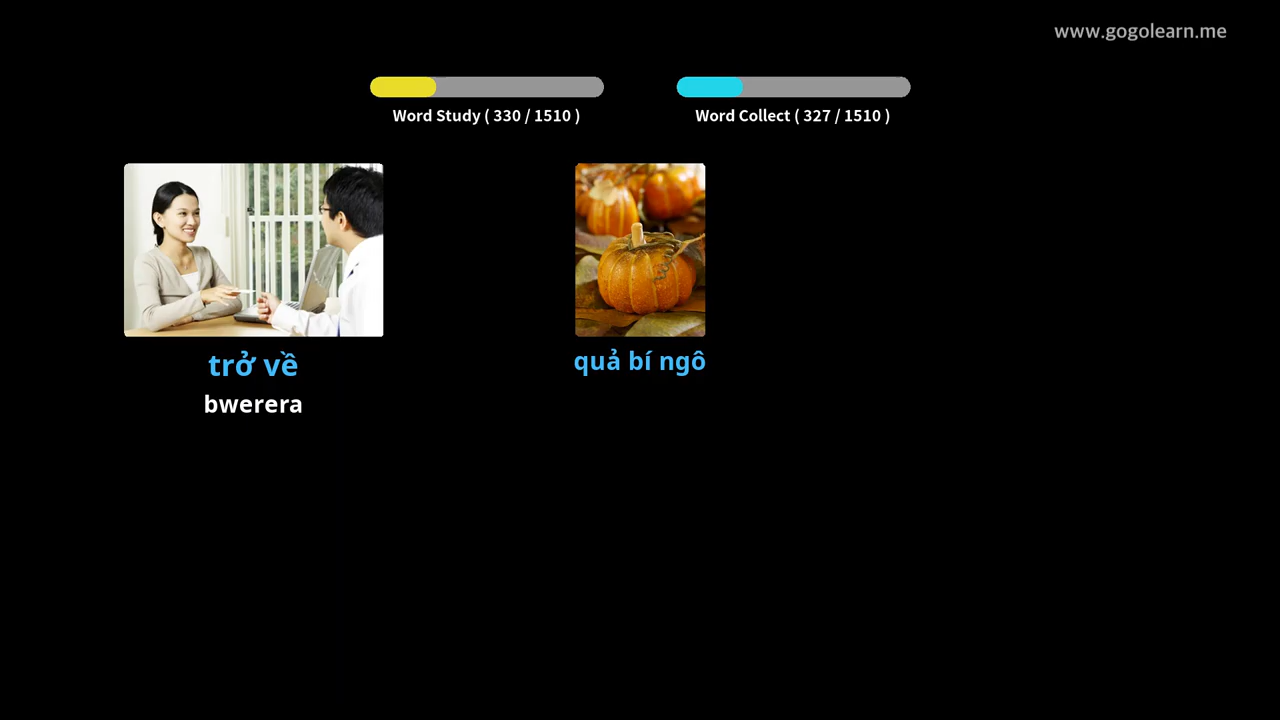 www.gogolearn.me
Word Study ( 330 / 1510 )
Word Collect ( 327 / 1510 )
trở về
bwerera
quả bí ngô